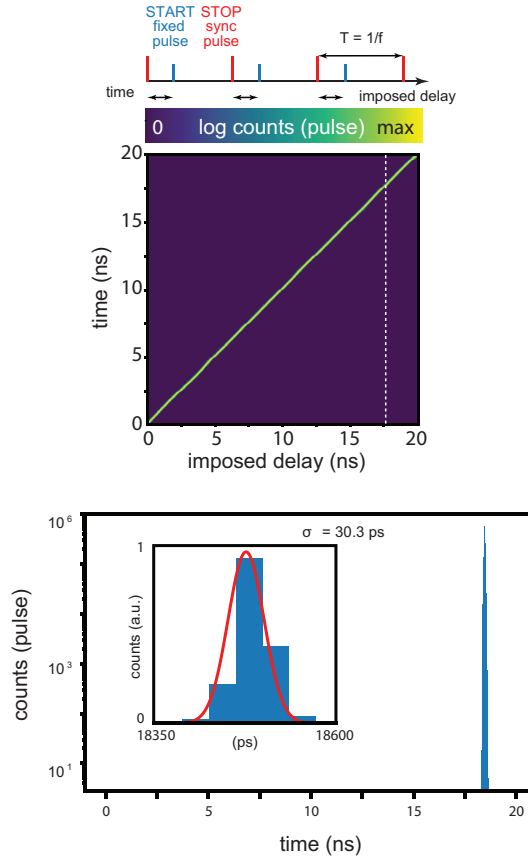 START STOP T = 1/f
fixed sync
pulse pulse
time imposed delay
0 log counts (pulse) max
20
15
10
5
0
time (ns)
0 5 10 15 20
imposed delay (ns)
10^6
10^3
10^1
counts (pulse)
σ = 30.3 ps
1
0
counts (a.u.)
18350 18600
(ps)
0 5 10 15 20
time (ns)